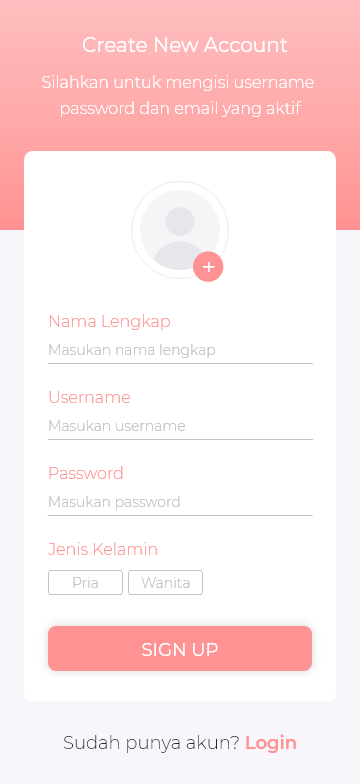 Create New Account
Silahkan untuk mengisi username
password dan email yang aktif
+
Nama Lengkap
Masukan nama lengkap
Username
Masukan username
Password
Masukan password
Jenis Kelamin
Pria Wanita
SIGN UP
Sudah punya akun? Login